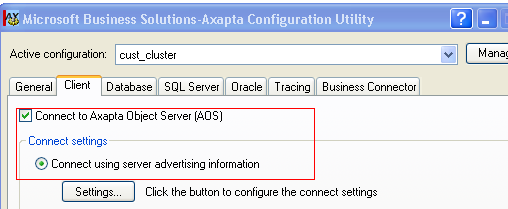 Microsoft Business Solutions-Axapta Configuration Utility
Active configuration: cust_cluster
General Client Database SQL Server Oracle Tracing Business Connector
Connect to Axapta Object Server (AOS)
Connect settings
Connect using server advertising information
Settings... Click the button to configure the connect settings